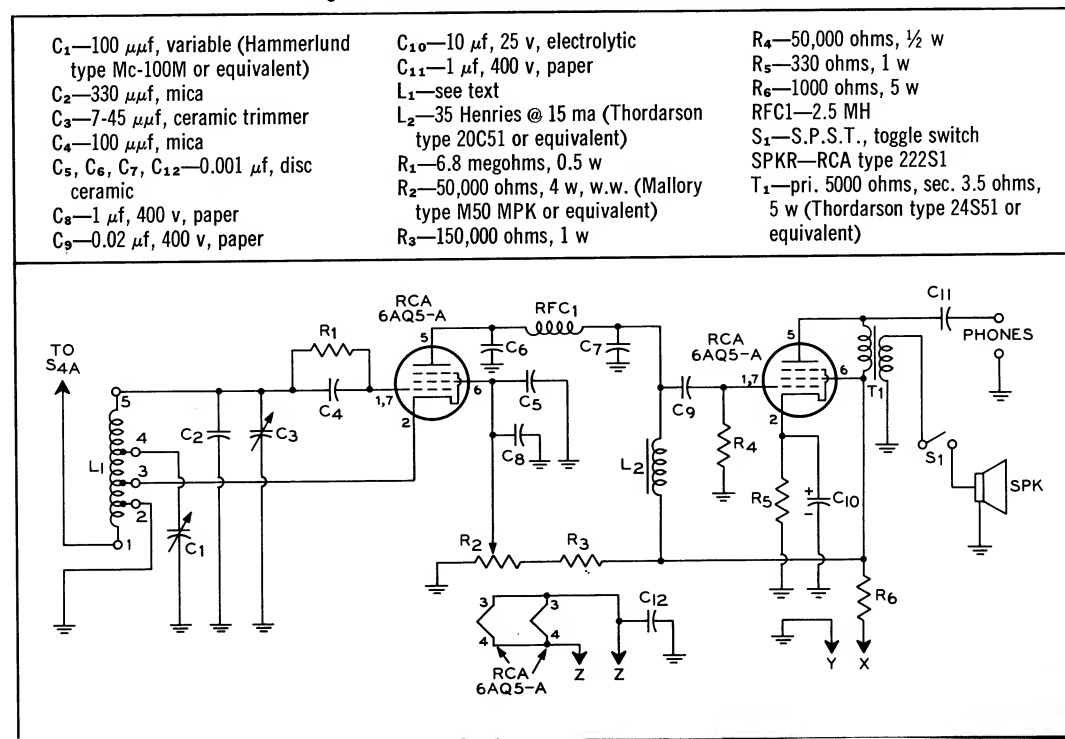 C₁—100 μμf, variable (Hammerlund
type Mc-100M or equivalent)
C₂—330 μμf, mica
C₃—7-45 μμf, ceramic trimmer
C₄—100 μμf, mica
C₅, C₆, C₇, C₁₂—0.001 μf, disc
ceramic
C₈—1 μf, 400 v, paper
C₉—0.02 μf, 400 v, paper
C₁₀—10 μf, 25 v, electrolytic
C₁₁—1 μf, 400 v, paper
L₁—see text
L₂—35 Henries @ 15 ma (Thordarson
type 20C51 or equivalent)
R₁—6.8 megohms, 0.5 w
R₂—50,000 ohms, 4 w, w.w. (Mallory
type M50 MPK or equivalent)
R₃—150,000 ohms, 1 w
R₄—50,000 ohms, ½ w
R₅—330 ohms, 1 w
R₆—1000 ohms, 5 w
RFC1—2.5 MH
S₁—S.P.S.T., toggle switch
SPKR—RCA type 222S1
T₁—pri. 5000 ohms, sec. 3.5 ohms,
5 w (Thordarson type 24S51 or
equivalent)
TO
S4A
5
L1
4
3
2
1
C1
C2
C3
R1
C4
RCA
6AQ5-A
5
1,7
2
6
C6
RFC1
C7
C5
C8
L2
C9
R4
RCA
6AQ5-A
5
1,7
2
6
R5
+
−
C10
T1
C11
PHONES
S1
SPK
R2
R3
R6
3
4
3
4
RCA
6AQ5-A
Z
Z
C12
Y
X